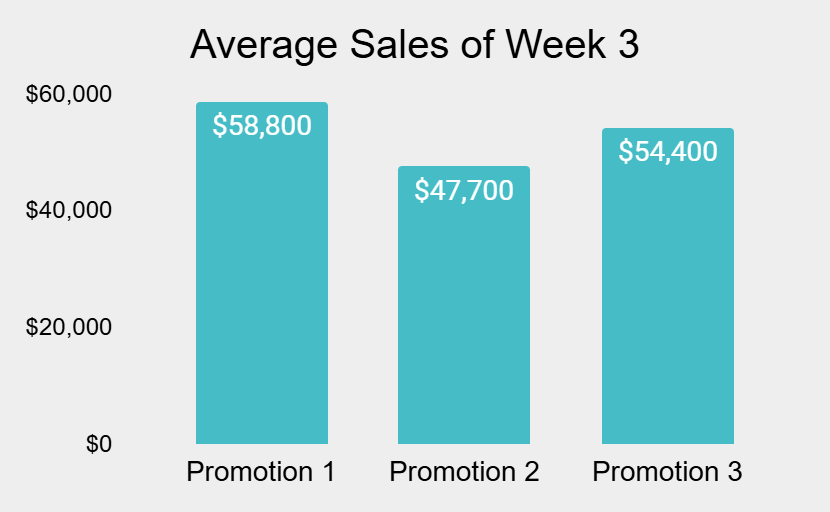 Average Sales of Week 3
$60,000
$58,800
$54,400
$47,700
$40,000
$20,000
$0
Promotion 1
Promotion 2
Promotion 3